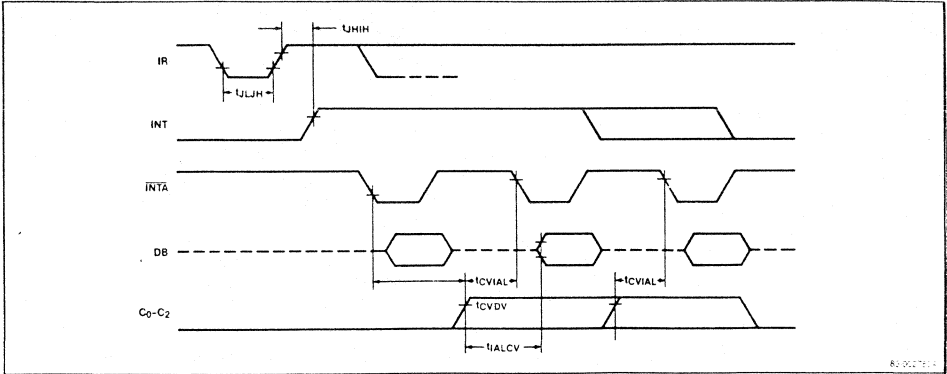 tJHIH
IR
tJLJH
INT
INTA
DB
tCVIAL
tCVIAL
C0-C2
tCVDV
tIALCV